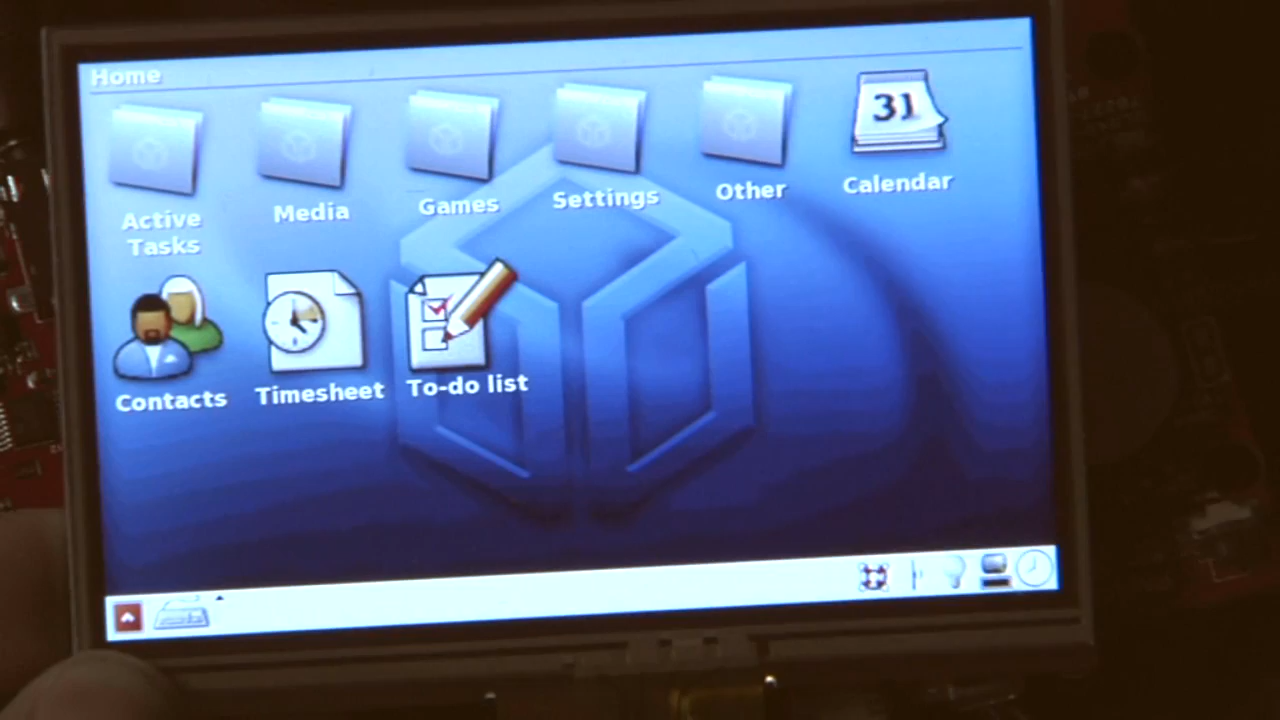 Home
Active
Tasks
Media
Games
Settings
Other
31
Calendar
Contacts
Timesheet
To-do list